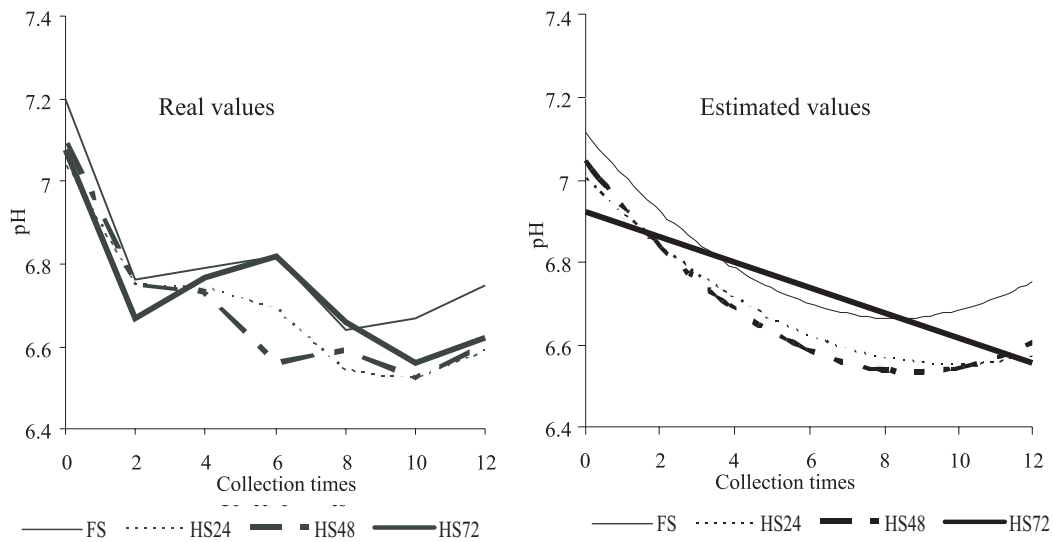 Real values
7.4
7.2
7
6.8
6.6
6.4
pH
0 2 4 6 8 10 12
Collection times
FS HS24 HS48 HS72
Estimated values
7.4
7.2
7
6.8
6.6
6.4
pH
0 2 4 6 8 10 12
Collection times
FS HS24 HS48 HS72